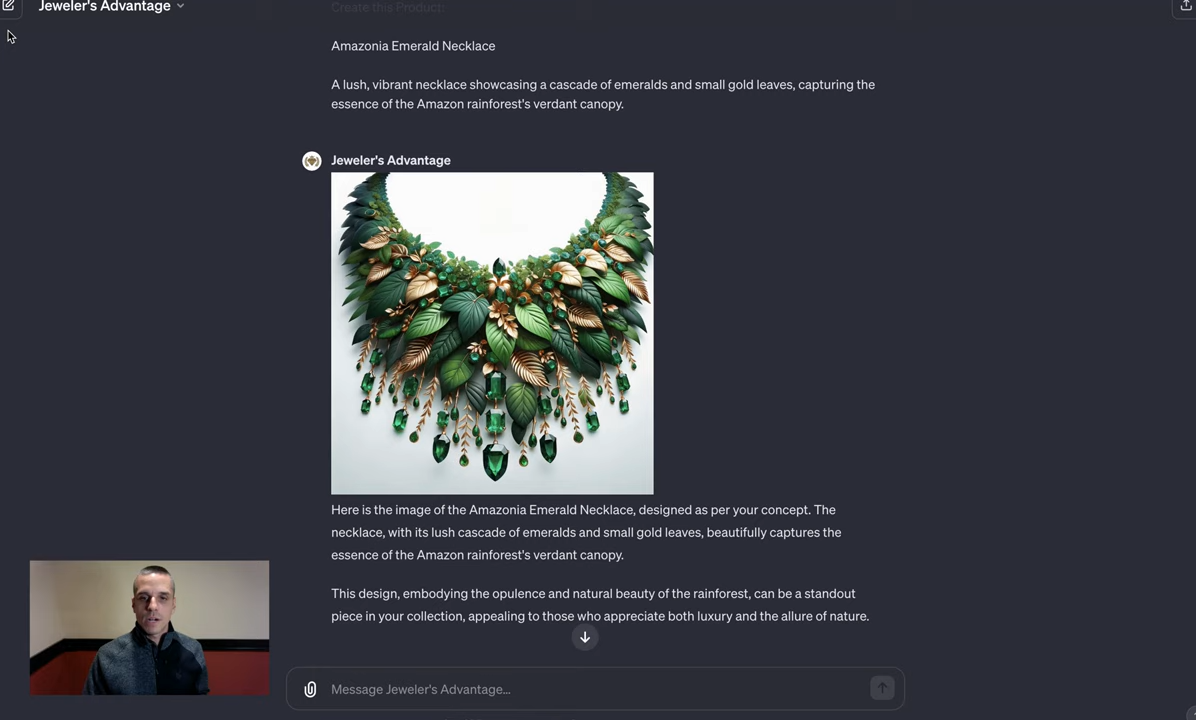 Jeweler's Advantage
Create this Product:
Amazonia Emerald Necklace
A lush, vibrant necklace showcasing a cascade of emeralds and small gold leaves, capturing the
essence of the Amazon rainforest's verdant canopy.
Jeweler's Advantage
Here is the image of the Amazonia Emerald Necklace, designed as per your concept. The
necklace, with its lush cascade of emeralds and small gold leaves, beautifully captures the
essence of the Amazon rainforest's verdant canopy.
This design, embodying the opulence and natural beauty of the rainforest, can be a standout
piece in your collection, appealing to those who appreciate both luxury and the allure of nature.
Message Jeweler's Advantage...